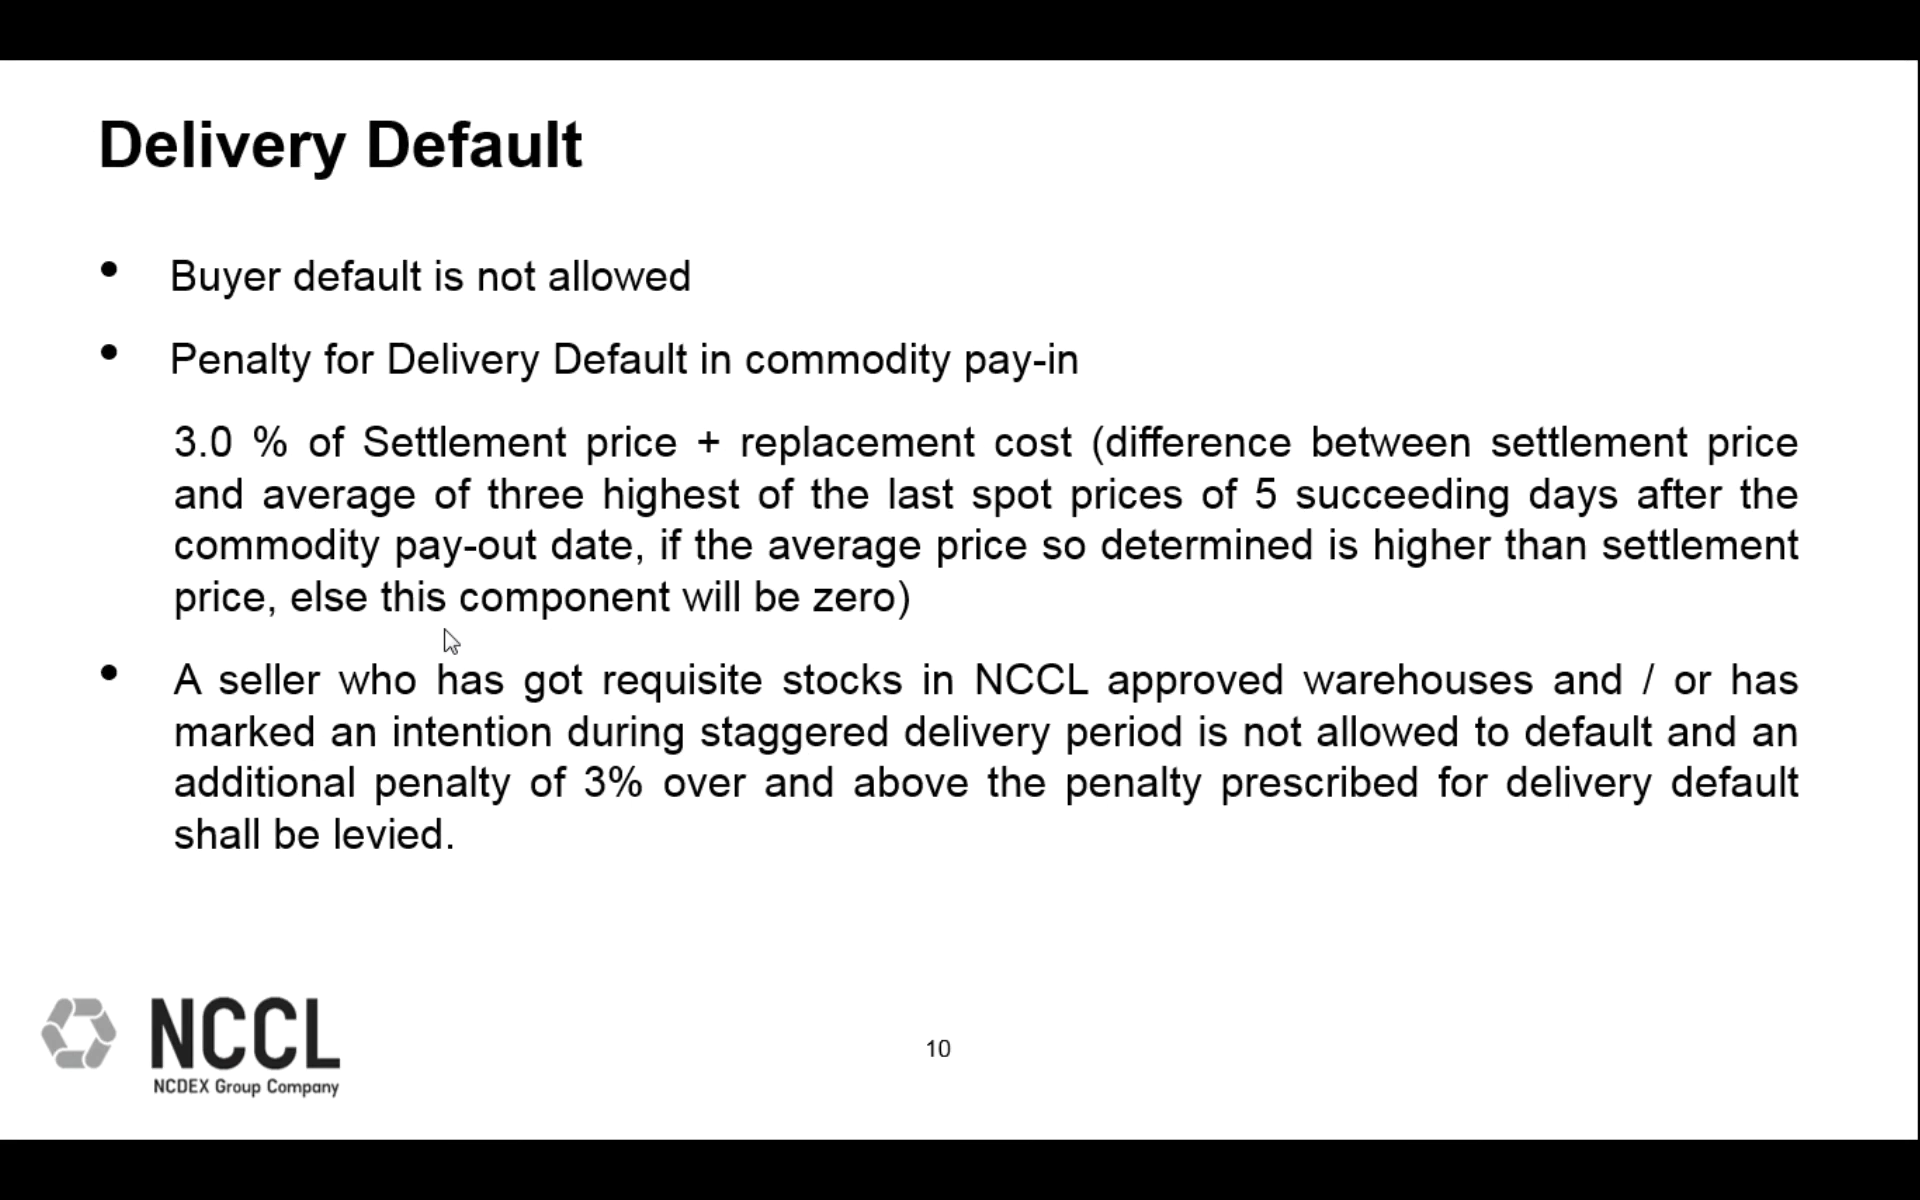 Delivery Default
• Buyer default is not allowed
• Penalty for Delivery Default in commodity pay-in
3.0 % of Settlement price + replacement cost (difference between settlement price
and average of three highest of the last spot prices of 5 succeeding days after the
commodity pay-out date, if the average price so determined is higher than settlement
price, else this component will be zero)
• A seller who has got requisite stocks in NCCL approved warehouses and / or has
marked an intention during staggered delivery period is not allowed to default and an
additional penalty of 3% over and above the penalty prescribed for delivery default
shall be levied.
NCCL
NCDEX Group Company
10